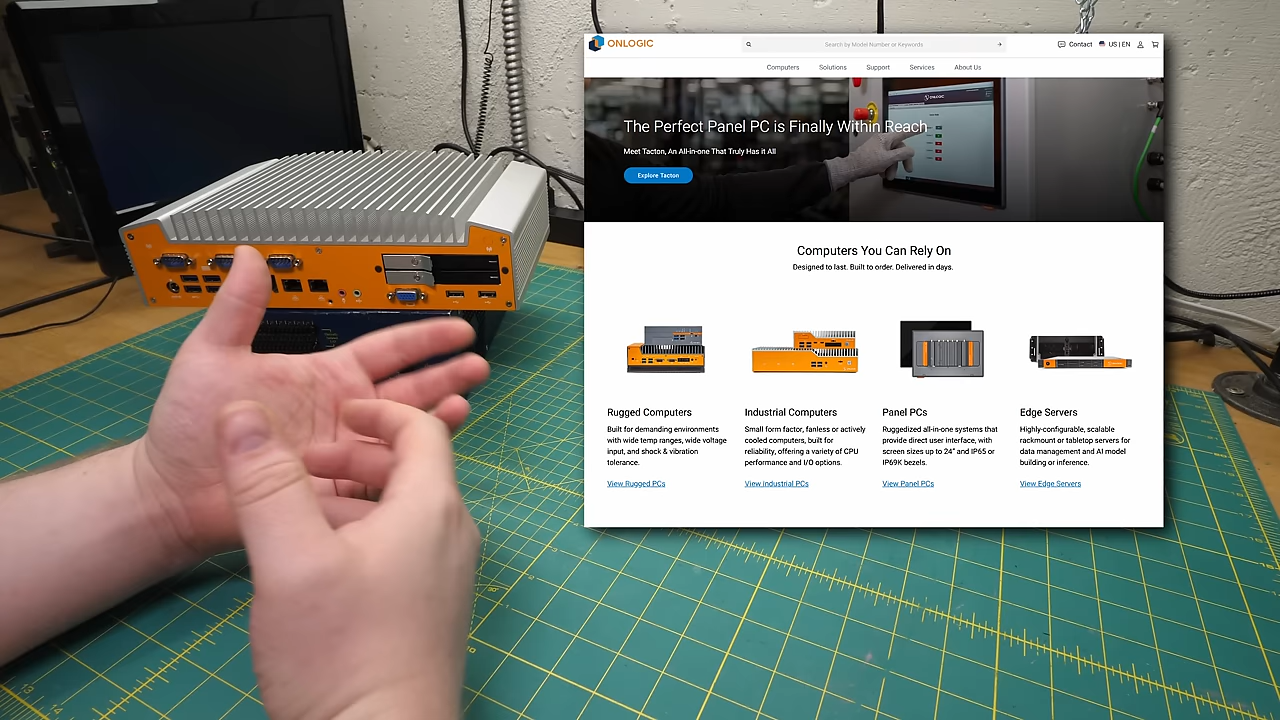 ONLOGIC
Search by Model Number or Keywords
Contact
US | EN
Computers
Solutions
Support
Services
About Us
The Perfect Panel PC is Finally Within Reach
Meet Tacton, An All-in-one That Truly Has it All
Explore Tacton
ONLOGIC
Computers You Can Rely On
Designed to last. Built to order. Delivered in days.
Rugged Computers
Built for demanding environments
with wide temp ranges, wide voltage
input, and shock & vibration
tolerance.
View Rugged PCs
Industrial Computers
Small form factor, fanless or actively
cooled computers, built for
reliability, offering a variety of CPU
performance and I/O options.
View industrial PCs
Panel PCs
Ruggedized all-in-one systems that
provide direct user interface, with
screen sizes up to 24" and IP65 or
IP69K bezels.
View Panel PCs
Edge Servers
Highly-configurable, scalable
rackmount or tabletop servers for
data management and AI model
building or inference.
View Edge Servers
13
14